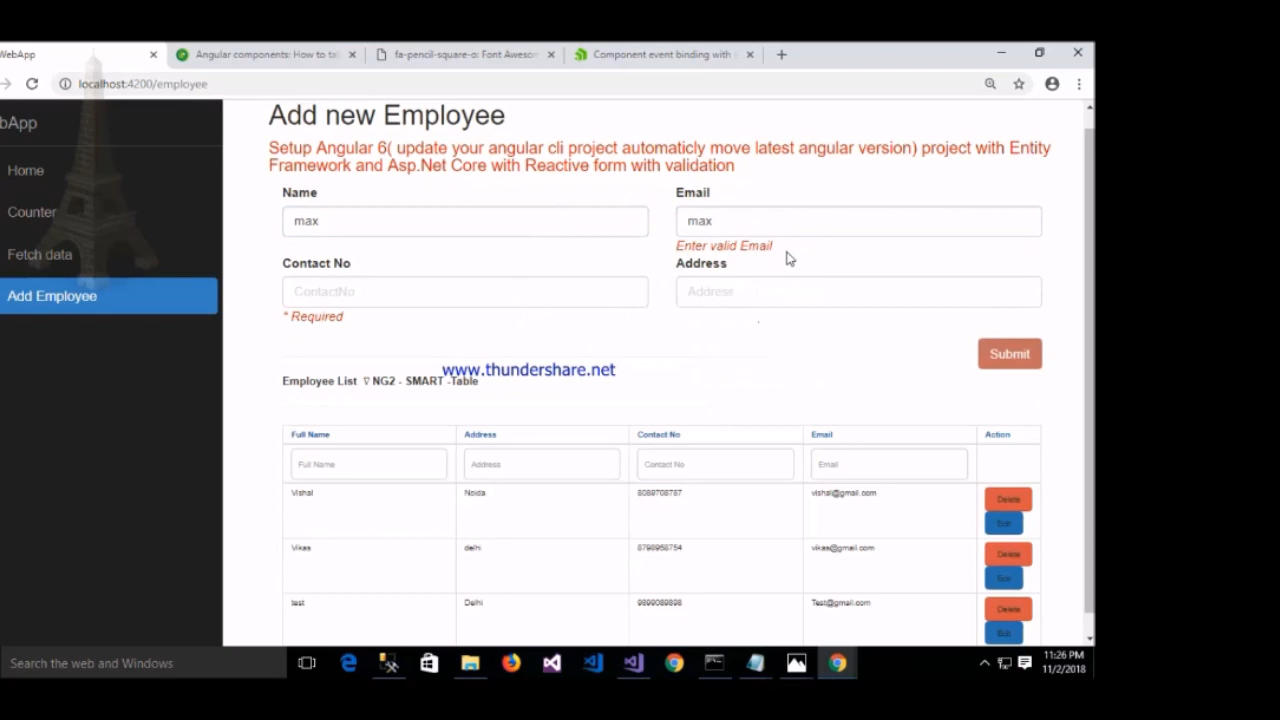 WebApp
Angular components: How to ta
fa-pencil-square-o: Font Aweso
Component event binding with
localhost:4200/employee
bApp
Home
Counter
Fetch data
Add Employee
Add new Employee
Setup Angular 6( update your angular cli project automaticly move latest angular version) project with Entity
Framework and Asp.Net Core with Reactive form with validation
Name
Email
max
max
Enter valid Email
Contact No
Address
ContactNo
Address
* Required
Submit
www.thundershare.net
Employee List ∇ NG2 - SMART -Table
Full Name Address Contact No Email Action
Full Name Address Contact No Email
Vishal Noida vishal@gmail.com Delete
Edit
Vikas delhi 8798958754 vikas@gmail.com Delete
Edit
test Delhi 9899089898 Test@gmail.com Delete
Edit
Search the web and Windows
11:26 PM
11/2/2018